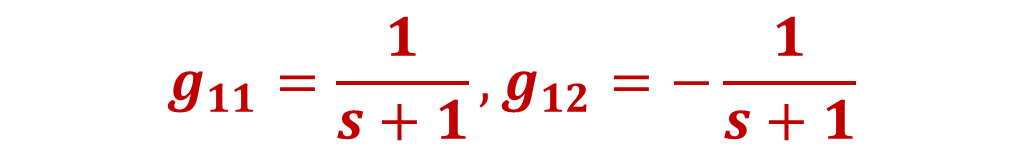 g₁₁ = 1/(s + 1), g₁₂ = −1/(s + 1)